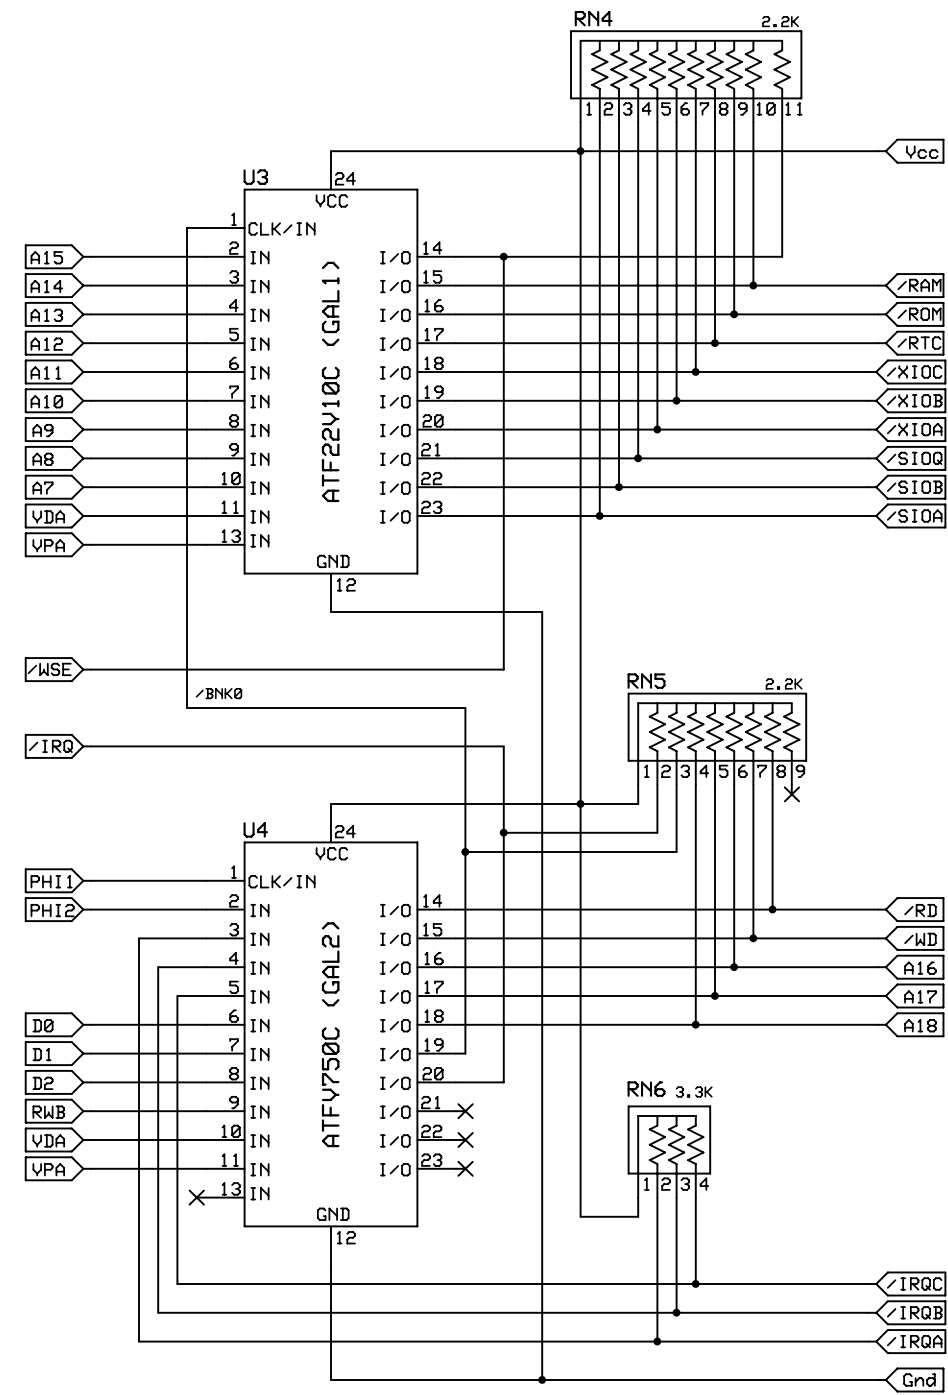 RN4 2.2K
1 2 3 4 5 6 7 8 9 10 11
Vcc
U3
24
VCC
1 CLK/IN
A15 2 IN I/O 14
A14 3 IN I/O 15 /RAM
A13 4 IN I/O 16 /ROM
A12 5 IN I/O 17 /RTC
A11 6 IN I/O 18 /XIOC
A10 7 IN I/O 19 /XIOB
A9 8 IN I/O 20 /XIOA
A8 9 IN I/O 21 /SIOQ
A7 10 IN I/O 22 /SIOB
VDA 11 IN I/O 23 /SIOA
VPA 13 IN
ATF22V10C (GAL1)
GND
12
/WSE
/BNK0
RN5 2.2K
/IRQ
1 2 3 4 5 6 7 8 9
U4
24
VCC
PHI1 1 CLK/IN
PHI2 2 IN I/O 14 /RD
3 IN I/O 15 /WD
4 IN I/O 16 A16
5 IN I/O 17 A17
D0 6 IN I/O 18 A18
D1 7 IN I/O 19
D2 8 IN I/O 20
RWB 9 IN I/O 21
VDA 10 IN I/O 22
VPA 11 IN I/O 23
13 IN
ATFV750C (GAL2)
GND
12
RN6 3.3K
1 2 3 4
/IRQC
/IRQB
/IRQA
Gnd